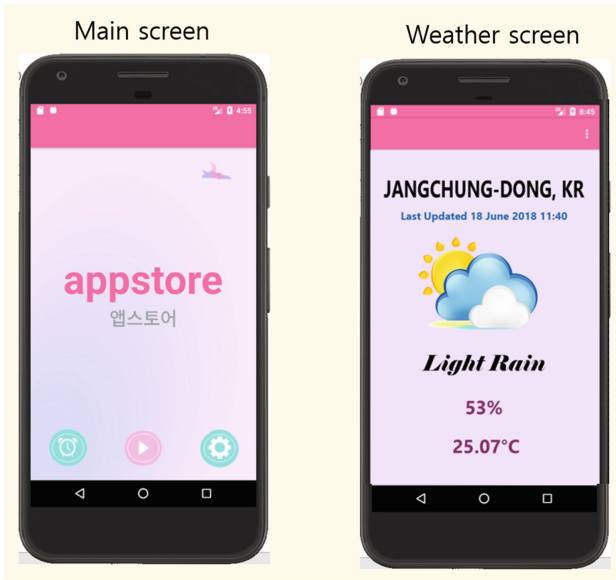 Main screen
Weather screen
4:55
appstore
앱스토어
8:45
JANGCHUNG-DONG, KR
Last Updated 18 June 2018 11:40
Light Rain
53%
25.07°C